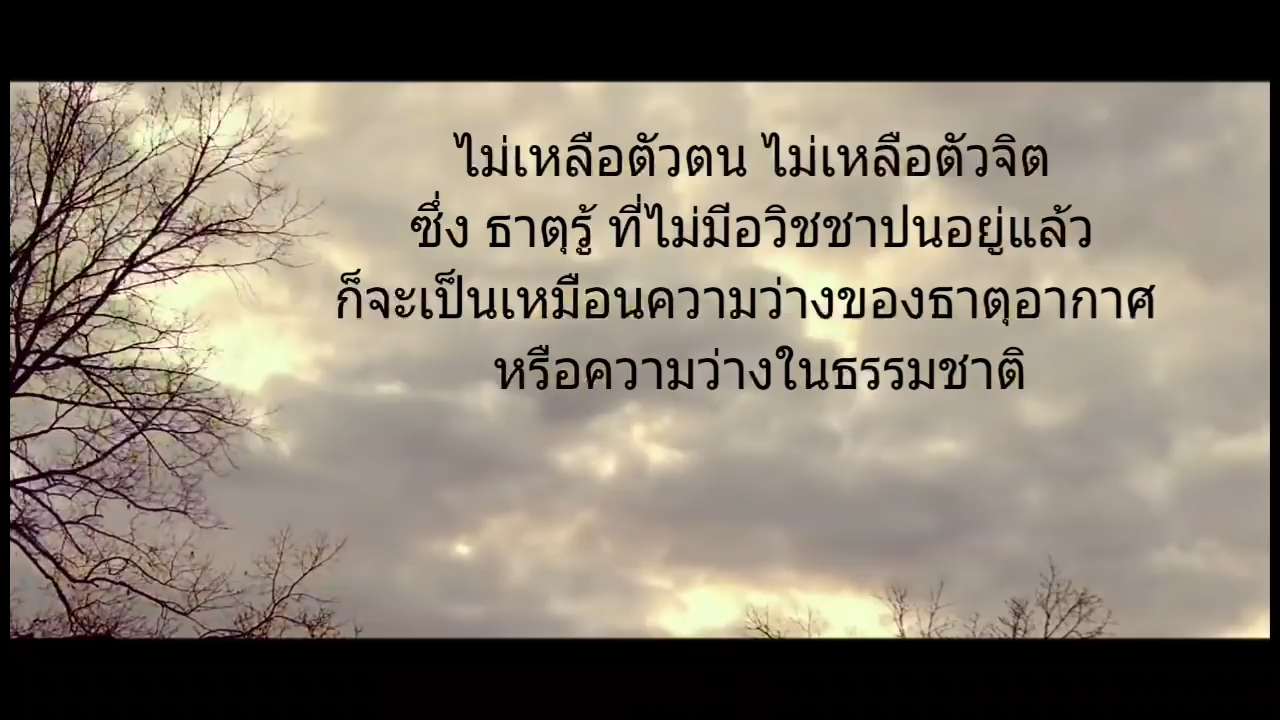 ไม่เหลือตัวตน ไม่เหลือตัวจิต
ซึ่ง ธาตุรู้ ที่ไม่มีอวิชชาปนอยู่แล้ว
ก็จะเป็นเหมือนความว่างของธาตุอากาศ
หรือความว่างในธรรมชาติ